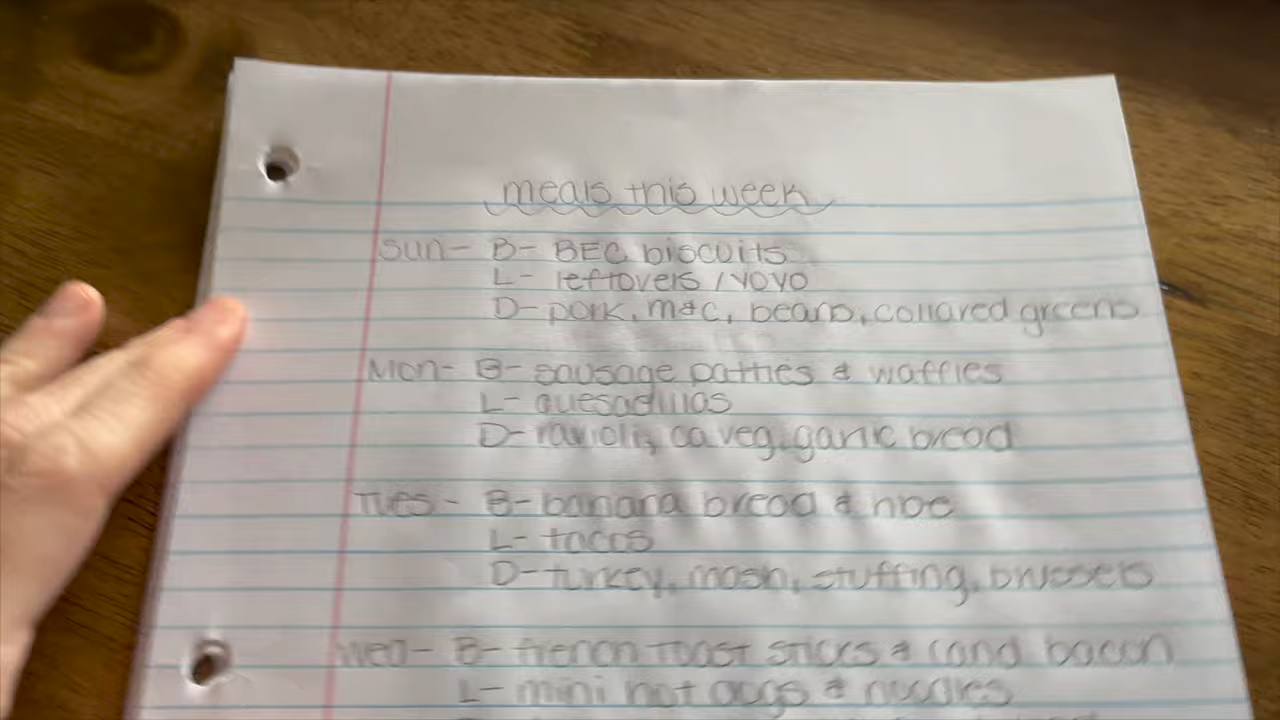 meals this week
Sun- B- BEC biscuits
L- leftovers / YOYO
D- pork, m&c, beans, collared greens
Mon- B- sausage patties & waffles
L- quesadillas
D- ravioli, ca veg, garlic bread
Tues- B- banana bread & hbe
L- tacos
D- turkey, mash, stuffing, brussels
Wed- B- french toast sticks & cand bacon
L- mini hot dogs & noodles